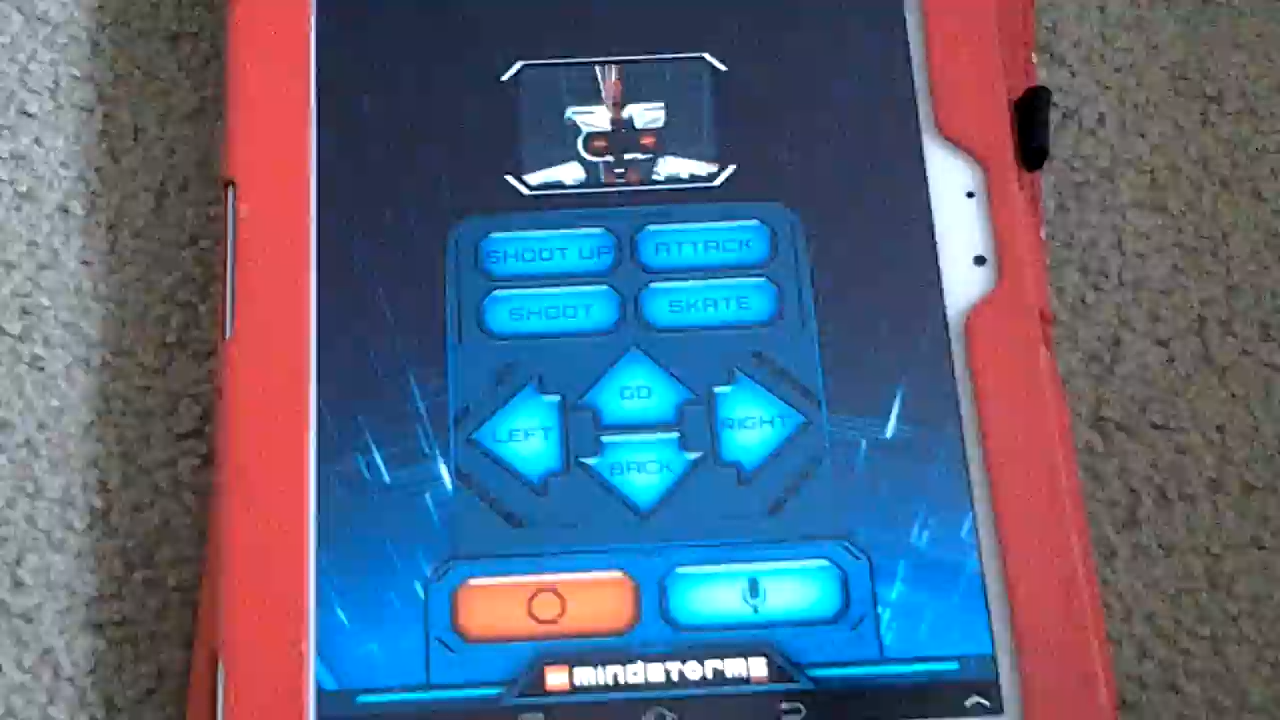 SHOOT UP ATTACK
SHOOT SKATE
GO
LEFT RIGHT
BACK
MINDSTORMS